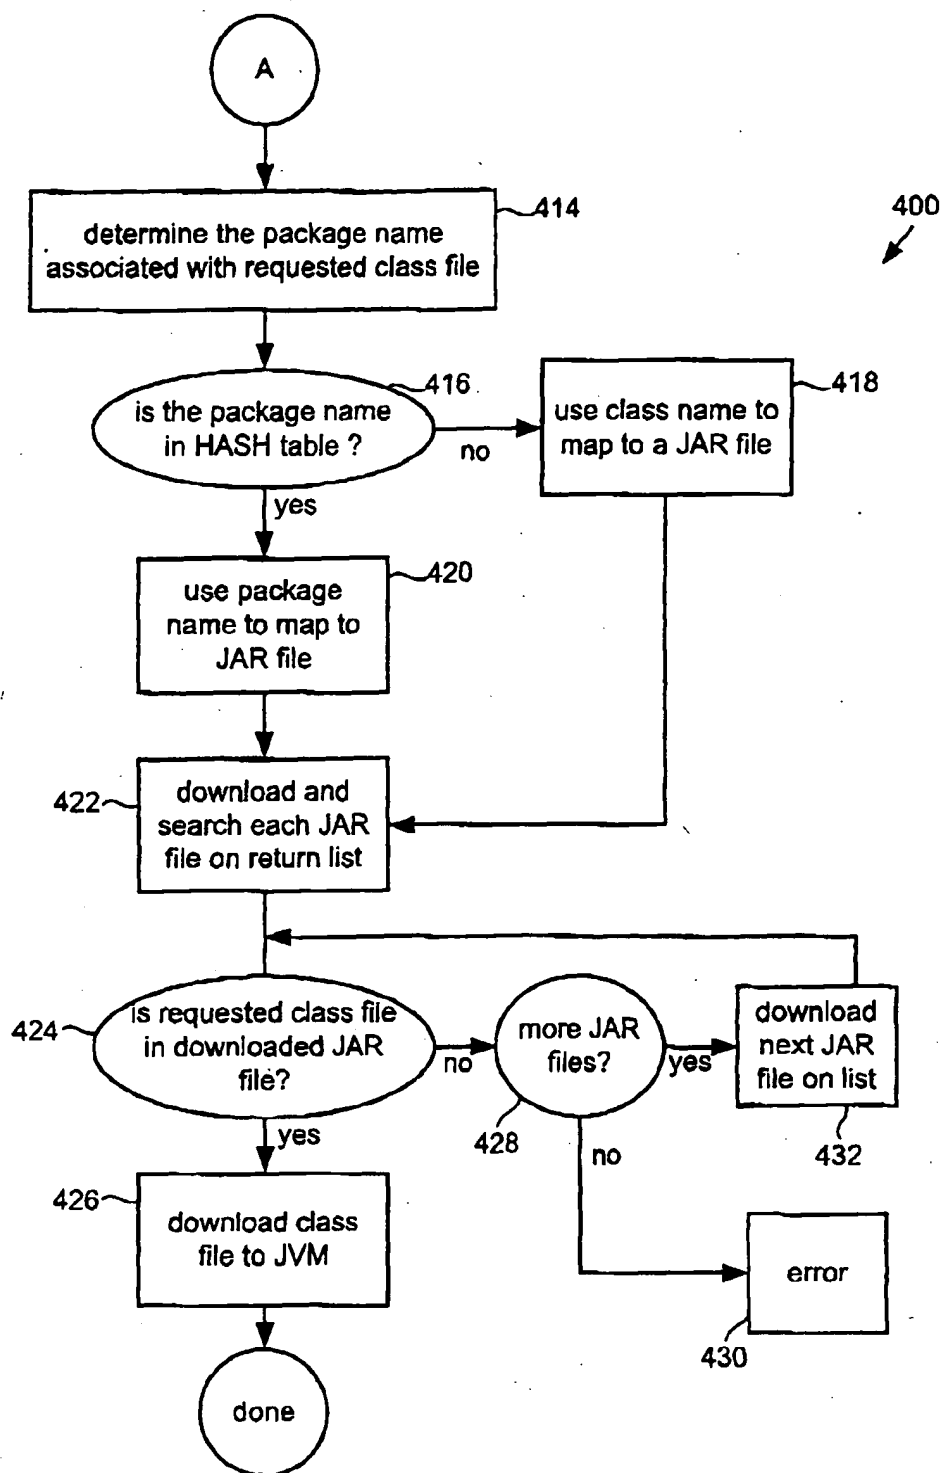 A
414
400
determine the package name
associated with requested class file
416
418
is the package name
in HASH table ?
no
use class name to
map to a JAR file
yes
420
use package
name to map to
JAR file
422
download and
search each JAR
file on return list
424
is requested class file
in downloaded JAR
file?
no
more JAR
files?
yes
download
next JAR
file on list
428
432
yes
no
426
download class
file to JVM
error
430
done